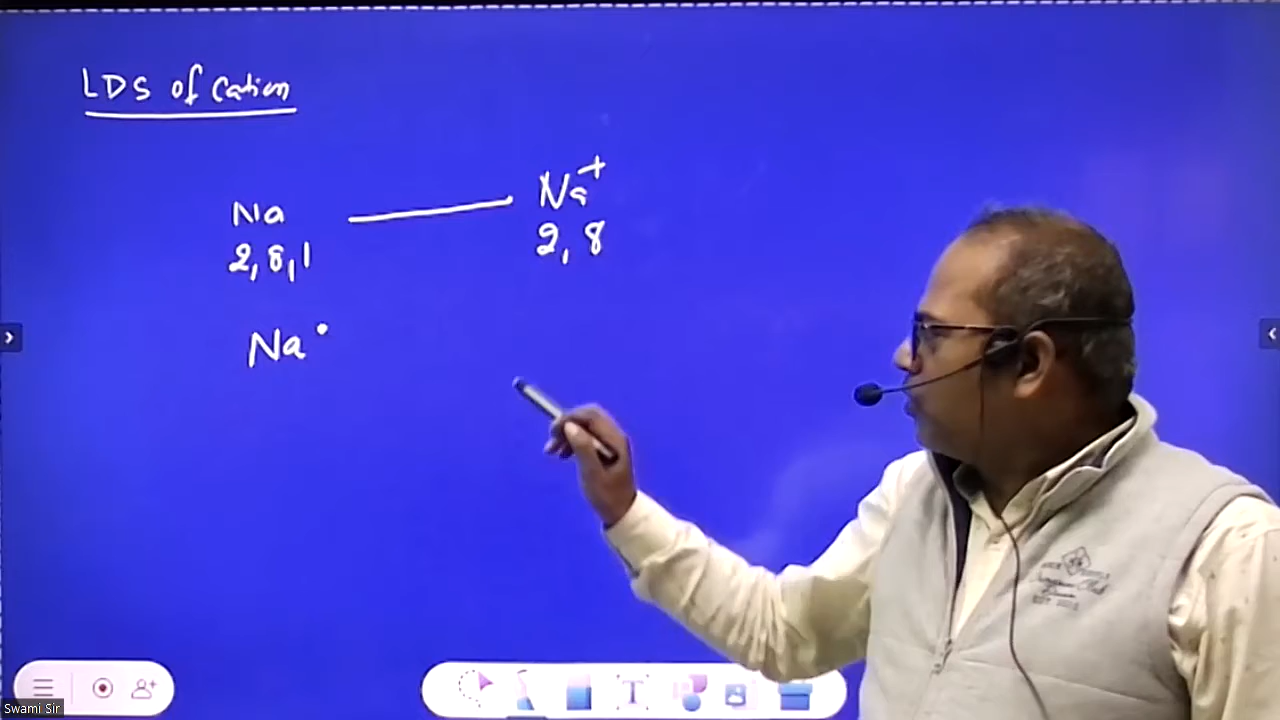 LDS of Cation
Na Na+
2,8,1 2,8
Na•
T
Swami Sir